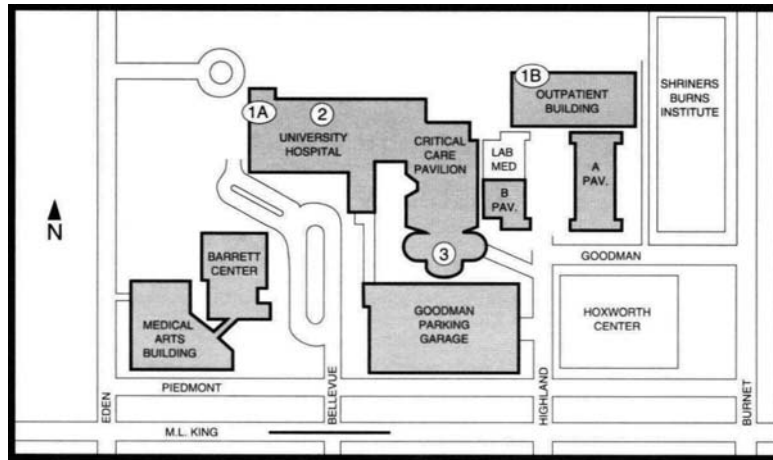 1B
OUTPATIENT
BUILDING
SHRINERS
BURNS
INSTITUTE
1A
2
UNIVERSITY
HOSPITAL
CRITICAL
CARE
PAVILION
LAB
MED
B
PAV.
A
PAV.
N
3
GOODMAN
BARRETT
CENTER
MEDICAL
ARTS
BUILDING
GOODMAN
PARKING
GARAGE
HOXWORTH
CENTER
PIEDMONT
EDEN
BELLEVUE
HIGHLAND
BURNET
M.L. KING